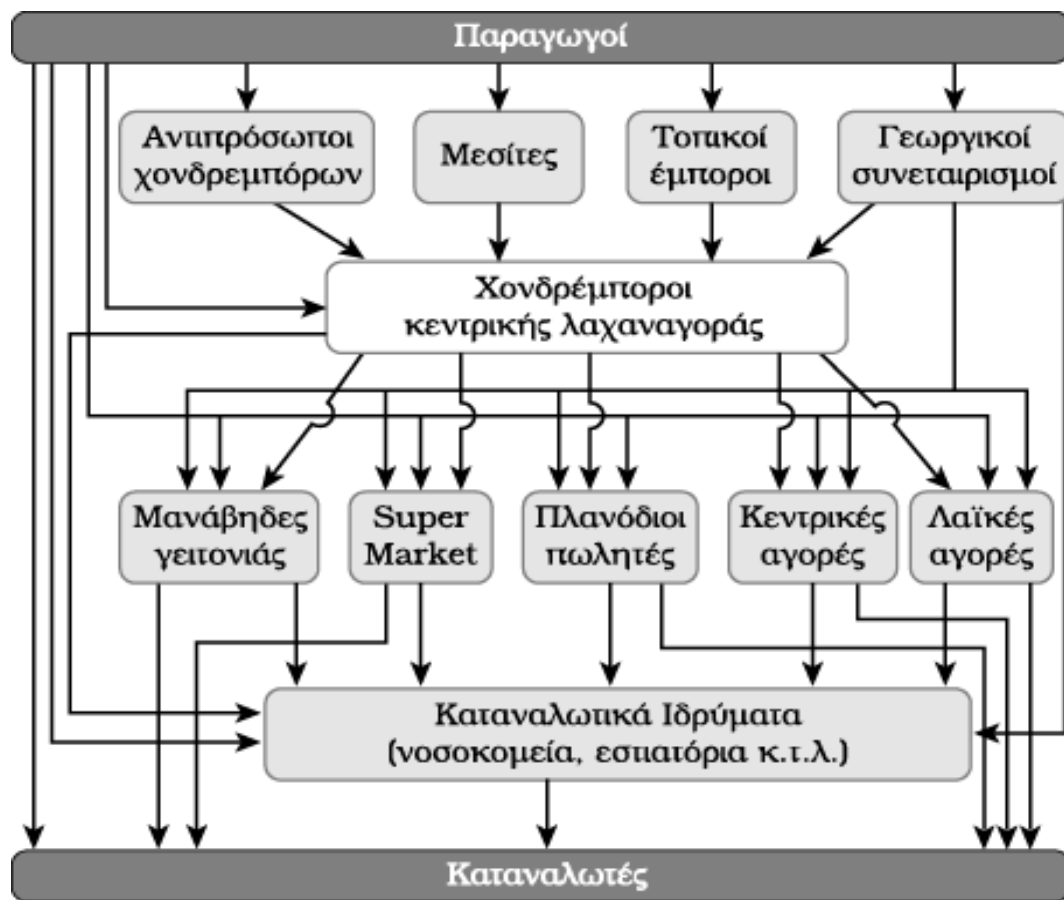 Παραγωγοί
Αντιπρόσωποι
χονδρεμπόρων
Μεσίτες
Τοπικοί
έμποροι
Γεωργικοί
συνεταιρισμοί
Χονδρέμποροι
κεντρικής λαχαναγοράς
Μανάβηδες
γειτονιάς
Super
Market
Πλανόδιοι
πωλητές
Κεντρικές
αγορές
Λαϊκές
αγορές
Καταναλωτικά Ιδρύματα
(νοσοκομεία, εστιατόρια κ.τ.λ.)
Καταναλωτές